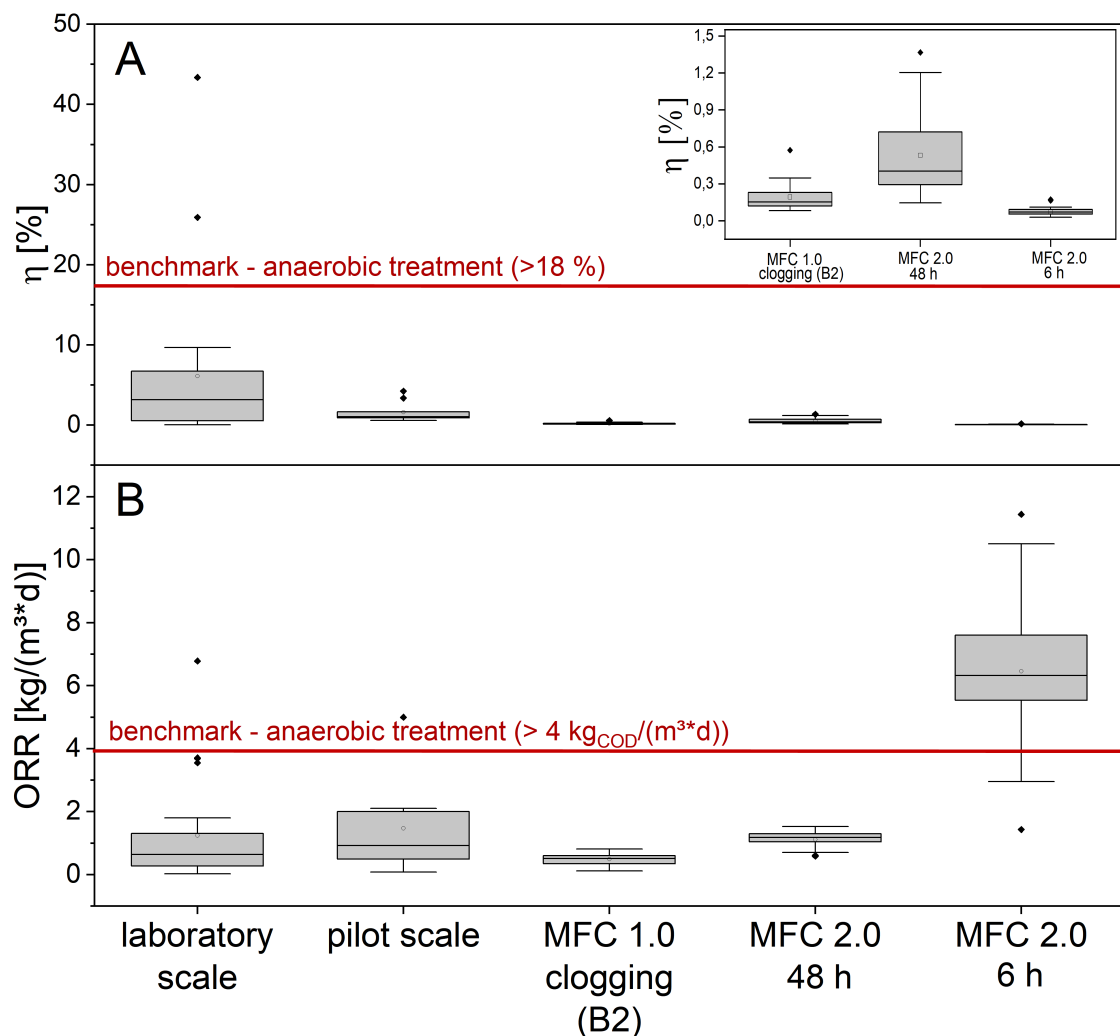 A
50
40
30
20
10
0
η [%]
benchmark - anaerobic treatment (>18 %)
1,5
1,2
0,9
0,6
0,3
0,0
η [%]
MFC 1.0
clogging (B2)
MFC 2.0
48 h
MFC 2.0
6 h
B
12
10
8
6
4
2
0
ORR [kg/(m³*d)]
benchmark - anaerobic treatment (> 4 kg_COD/(m³*d))
laboratory
scale
pilot scale
MFC 1.0
clogging
(B2)
MFC 2.0
48 h
MFC 2.0
6 h